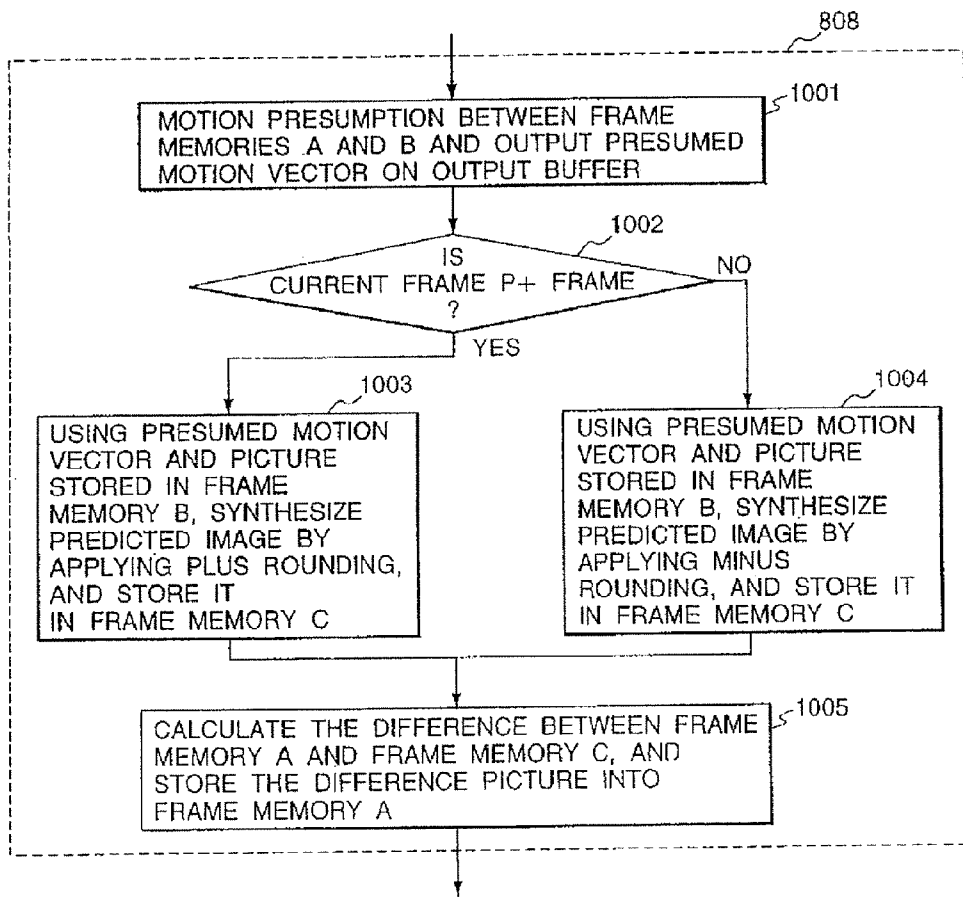 808
1001
MOTION PRESUMPTION BETWEEN FRAME
MEMORIES A AND B AND OUTPUT PRESUMED
MOTION VECTOR ON OUTPUT BUFFER
1002
IS
CURRENT FRAME P+ FRAME
?
NO
YES
1003
USING PRESUMED MOTION
VECTOR AND PICTURE
STORED IN FRAME
MEMORY B, SYNTHESIZE
PREDICTED IMAGE BY
APPLYING PLUS ROUNDING,
AND STORE IT
IN FRAME MEMORY C
1004
USING PRESUMED MOTION
VECTOR AND PICTURE
STORED IN FRAME
MEMORY B, SYNTHESIZE
PREDICTED IMAGE BY
APPLYING MINUS
ROUNDING, AND STORE IT
IN FRAME MEMORY C
1005
CALCULATE THE DIFFERENCE BETWEEN FRAME
MEMORY A AND FRAME MEMORY C, AND
STORE THE DIFFERENCE PICTURE INTO
FRAME MEMORY A